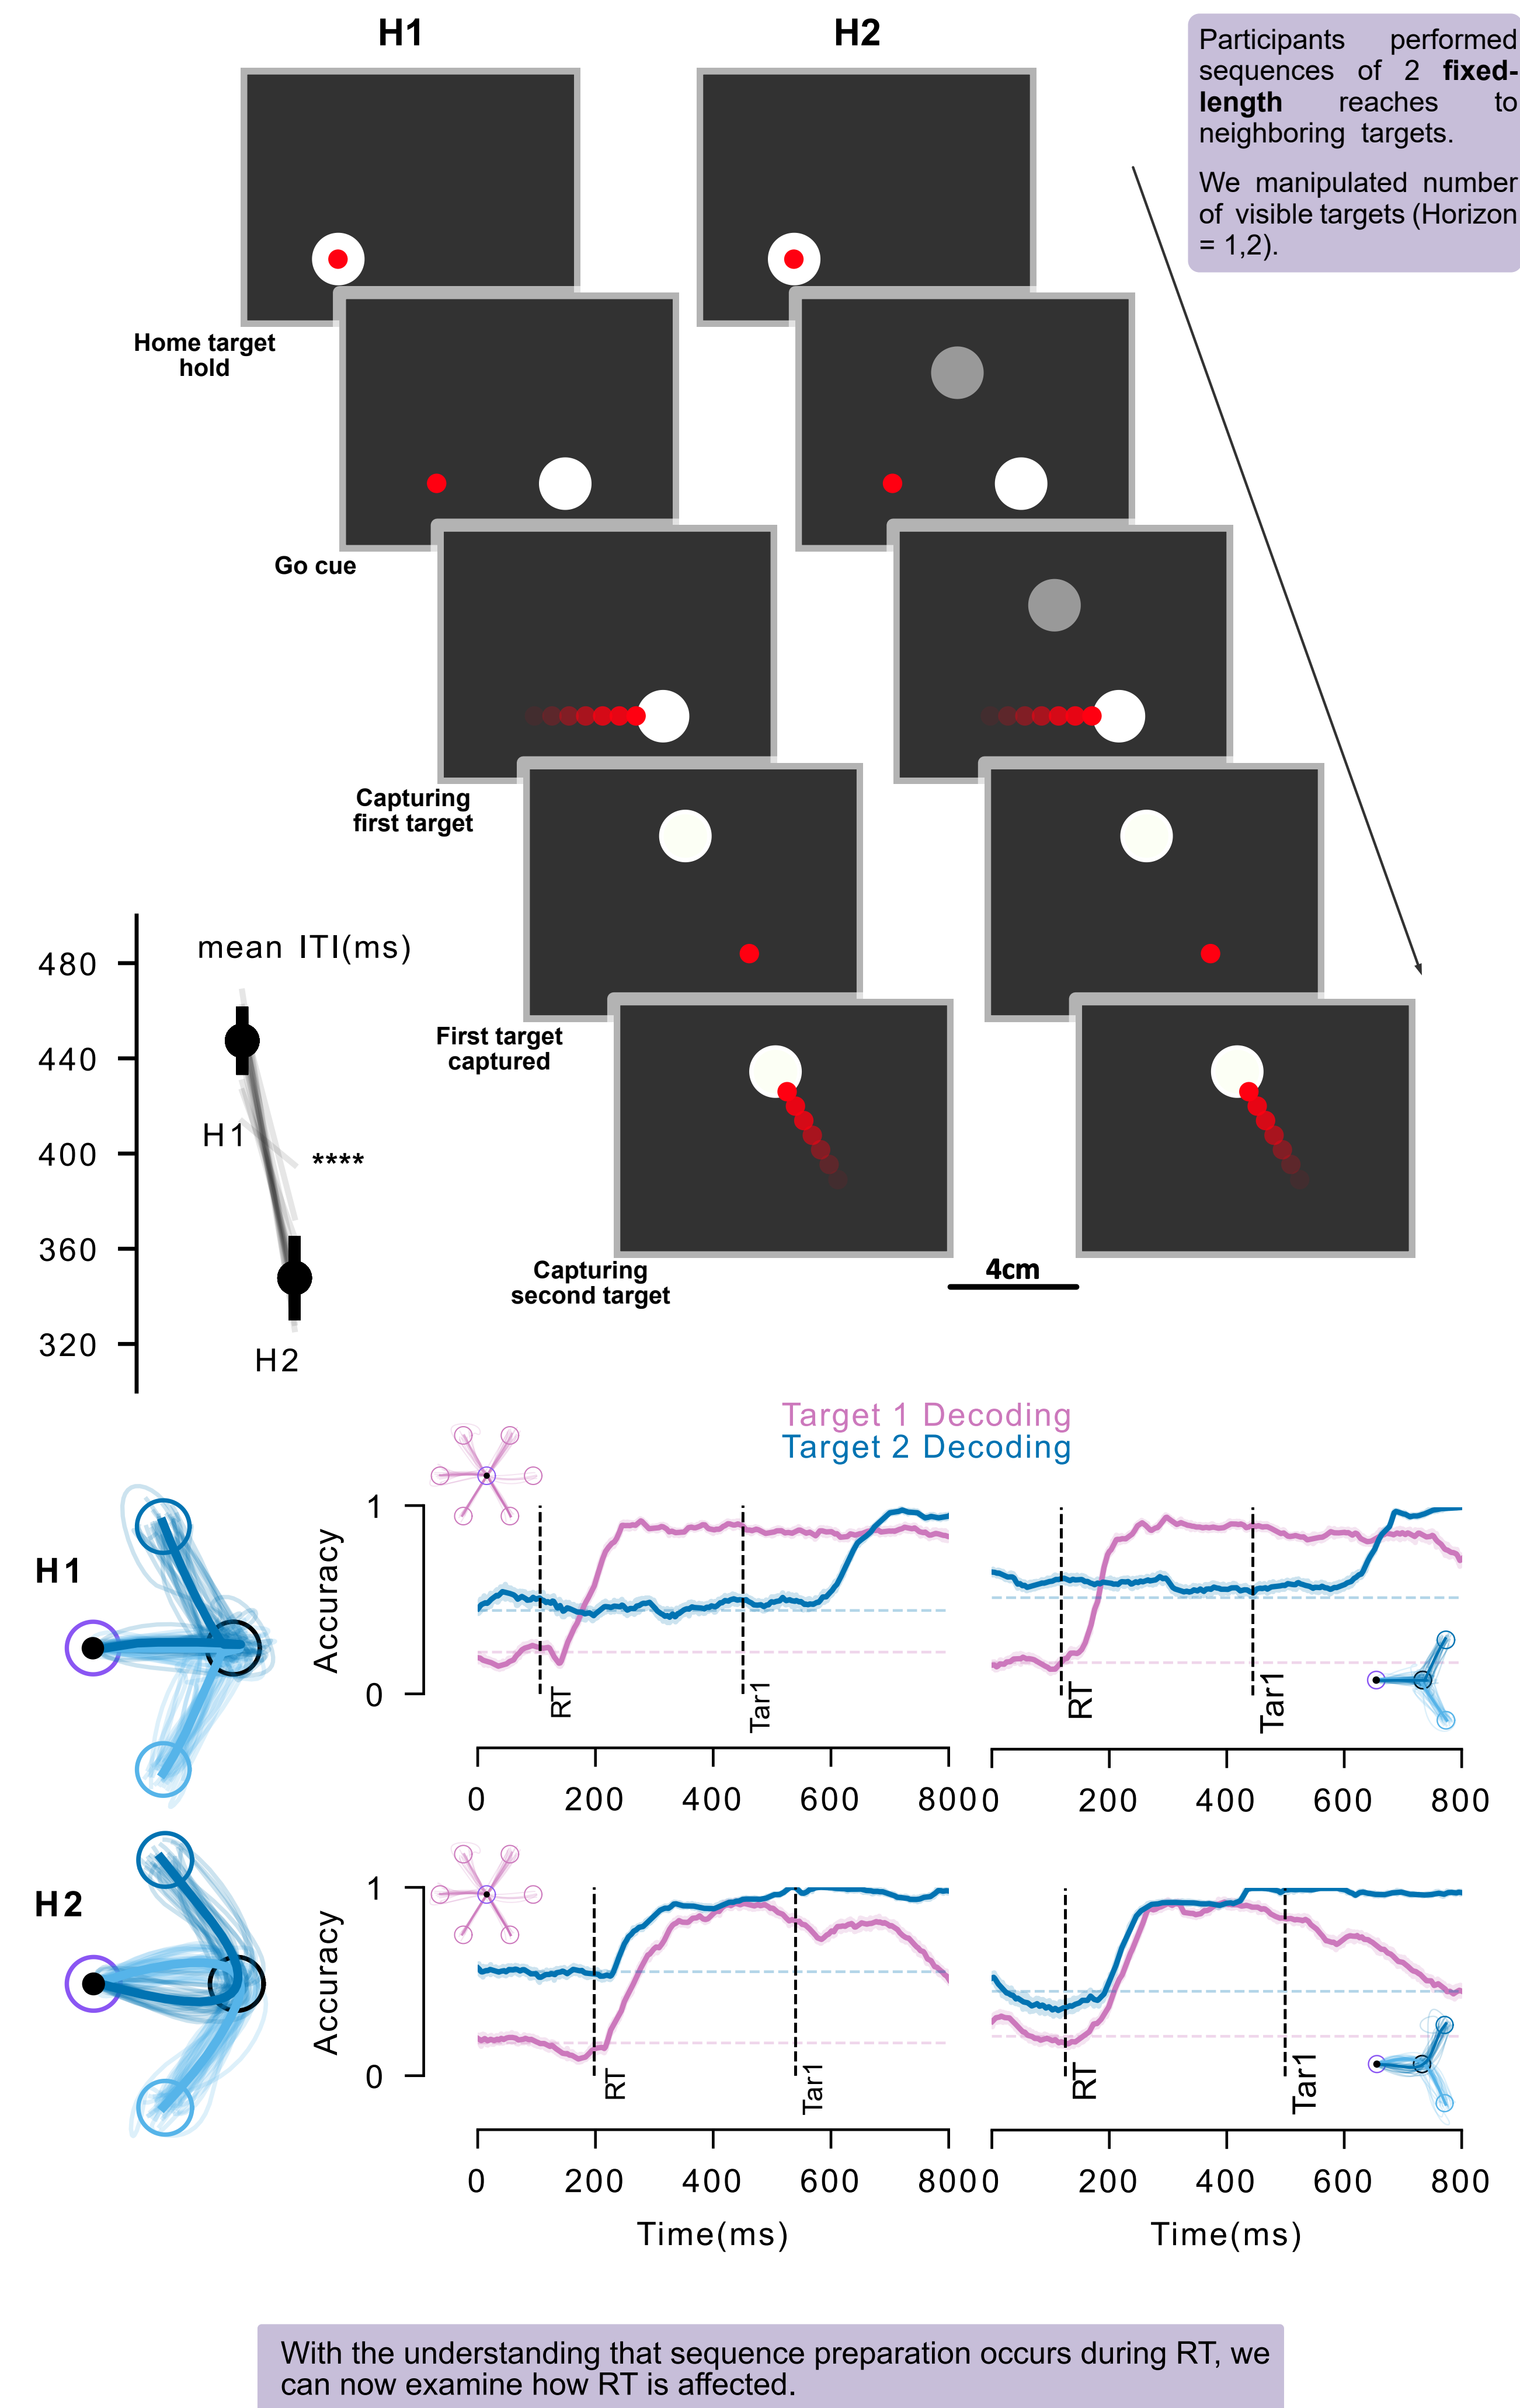 H1
H2
Participants performed
sequences of 2 fixed-
length reaches to
neighboring targets.
We manipulated number
of visible targets (Horizon
= 1,2).
Home target
hold
Go cue
Capturing
first target
First target
captured
Capturing
second target
4cm
mean ITI(ms)
480
440
400
360
320
H1
****
H2
Target 1 Decoding
Target 2 Decoding
H1
Accuracy
1
0
RT
Tar1
0 200 400 600 800
RT
Tar1
0 200 400 600 800
H2
Accuracy
1
0
RT
Tar1
0 200 400 600 800
Time(ms)
RT
Tar1
0 200 400 600 800
Time(ms)
With the understanding that sequence preparation occurs during RT, we
can now examine how RT is affected.